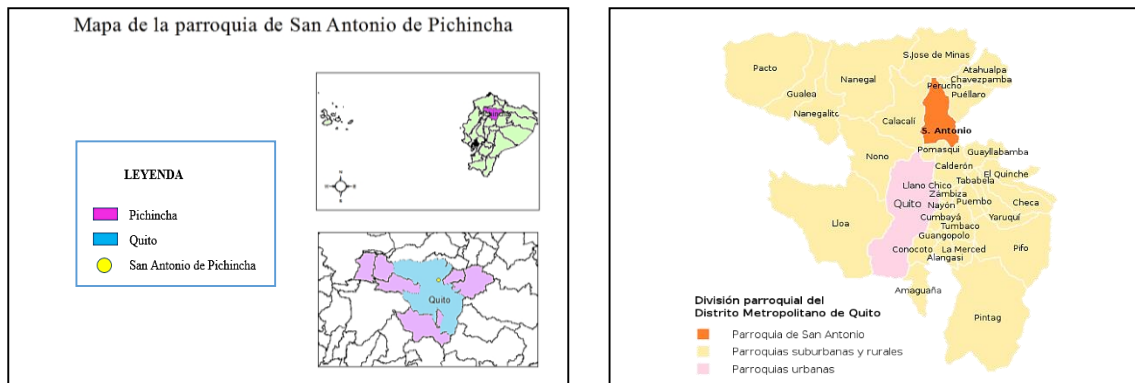 Mapa de la parroquia de San Antonio de Pichincha
LEYENDA
Pichincha
Quito
San Antonio de Pichincha
Quito
S.Jose de Minas
Pacto
Nanegal
Atahualpa
Chavezpamba
Perucho
Puéllaro
Gualea
Nanegalito
Calacalí
S. Antonio
Pomasqui
Guayllabamba
Nono
Calderón
El Quinche
Tababela
Llano Chico
Zámbiza
Quito
Nayón
Puembo
Checa
Cumbayá
Yaruquí
Lloa
Tumbaco
Guangopolo
Conocoto
La Merced
Pifo
Alangasi
Amaguaña
Pintag
División parroquial del
Distrito Metropolitano de Quito
Parroquia de San Antonio
Parroquias suburbanas y rurales
Parroquias urbanas